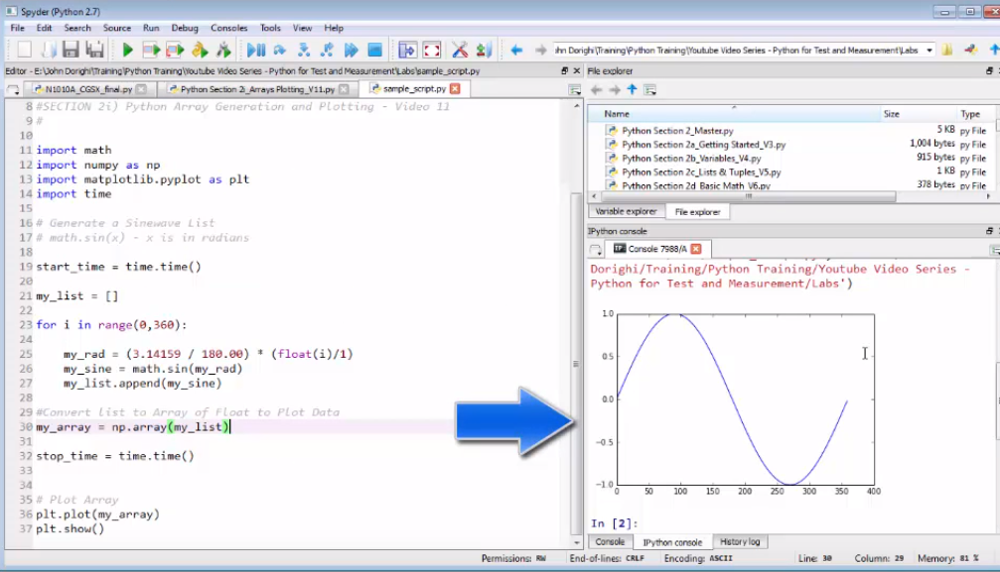 Spyder (Python 2.7)
File Edit Search Source Run Debug Consoles Tools View Help
hn Dorighi\Training\Python Training\Youtube Video Series - Python for Test and Measurement\Labs
Editor - E:\John Dorighi\Training\Python Training\Youtube Video Series - Python for Test and Measurement\Labs\sample_script.py
N1010A_CGSX_final.py Python Section 2i_Arrays Plotting_V11.py sample_script.py
8 #SECTION 2i) Python Array Generation and Plotting - Video 11
9 #
10
11 import math
12 import numpy as np
13 import matplotlib.pyplot as plt
14 import time
15
16 # Generate a Sinewave List
17 # math.sin(x) - x is in radians
18
19 start_time = time.time()
20
21 my_list = []
22
23 for i in range(0,360):
24
25 my_rad = (3.14159 / 180.00) * (float(i)/1)
26 my_sine = math.sin(my_rad)
27 my_list.append(my_sine)
28
29 #Convert list to Array of Float to Plot Data
30 my_array = np.array(my_list)
31
32 stop_time = time.time()
33
34
35 # Plot Array
36 plt.plot(my_array)
37 plt.show()
File explorer
Name Size Type
Python Section 2_Master.py 5 KB py File
Python Section 2a_Getting Started_V3.py 1,004 bytes py File
Python Section 2b_Variables_V4.py 915 bytes py File
Python Section 2c_Lists & Tuples_V5.py 1 KB py File
Python Section 2d_Basic Math_V6.py 378 bytes py File
Variable explorer File explorer
IPython console
Console 7988/A
Dorighi/Training/Python Training/Youtube Video Series -
Python for Test and Measurement/Labs')
1.0
0.5
0.0
−0.5
−1.0
0 50 100 150 200 250 300 350 400
In [2]:
Console IPython console History log
Permissions: RW End-of-lines: CRLF Encoding: ASCII Line: 30 Column: 29 Memory: 81 %